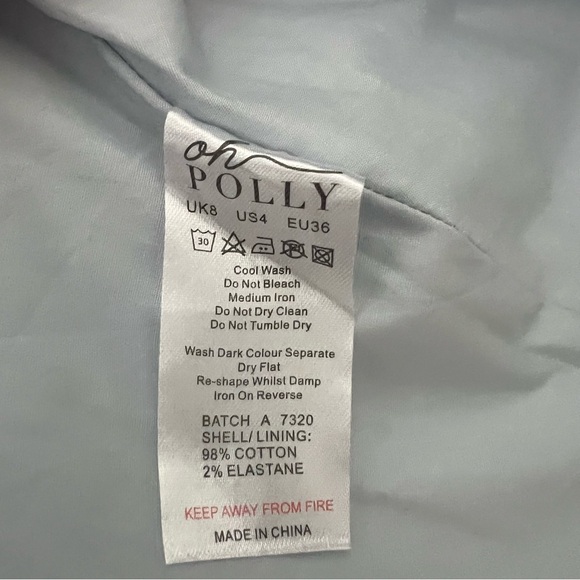 oh
POLLY
UK8 US4 EU36
30
Cool Wash
Do Not Bleach
Medium Iron
Do Not Dry Clean
Do Not Tumble Dry
Wash Dark Colour Separate
Dry Flat
Re-shape Whilst Damp
Iron On Reverse
BATCH A 7320
SHELL/LINING:
98% COTTON
2% ELASTANE
KEEP AWAY FROM FIRE
MADE IN CHINA